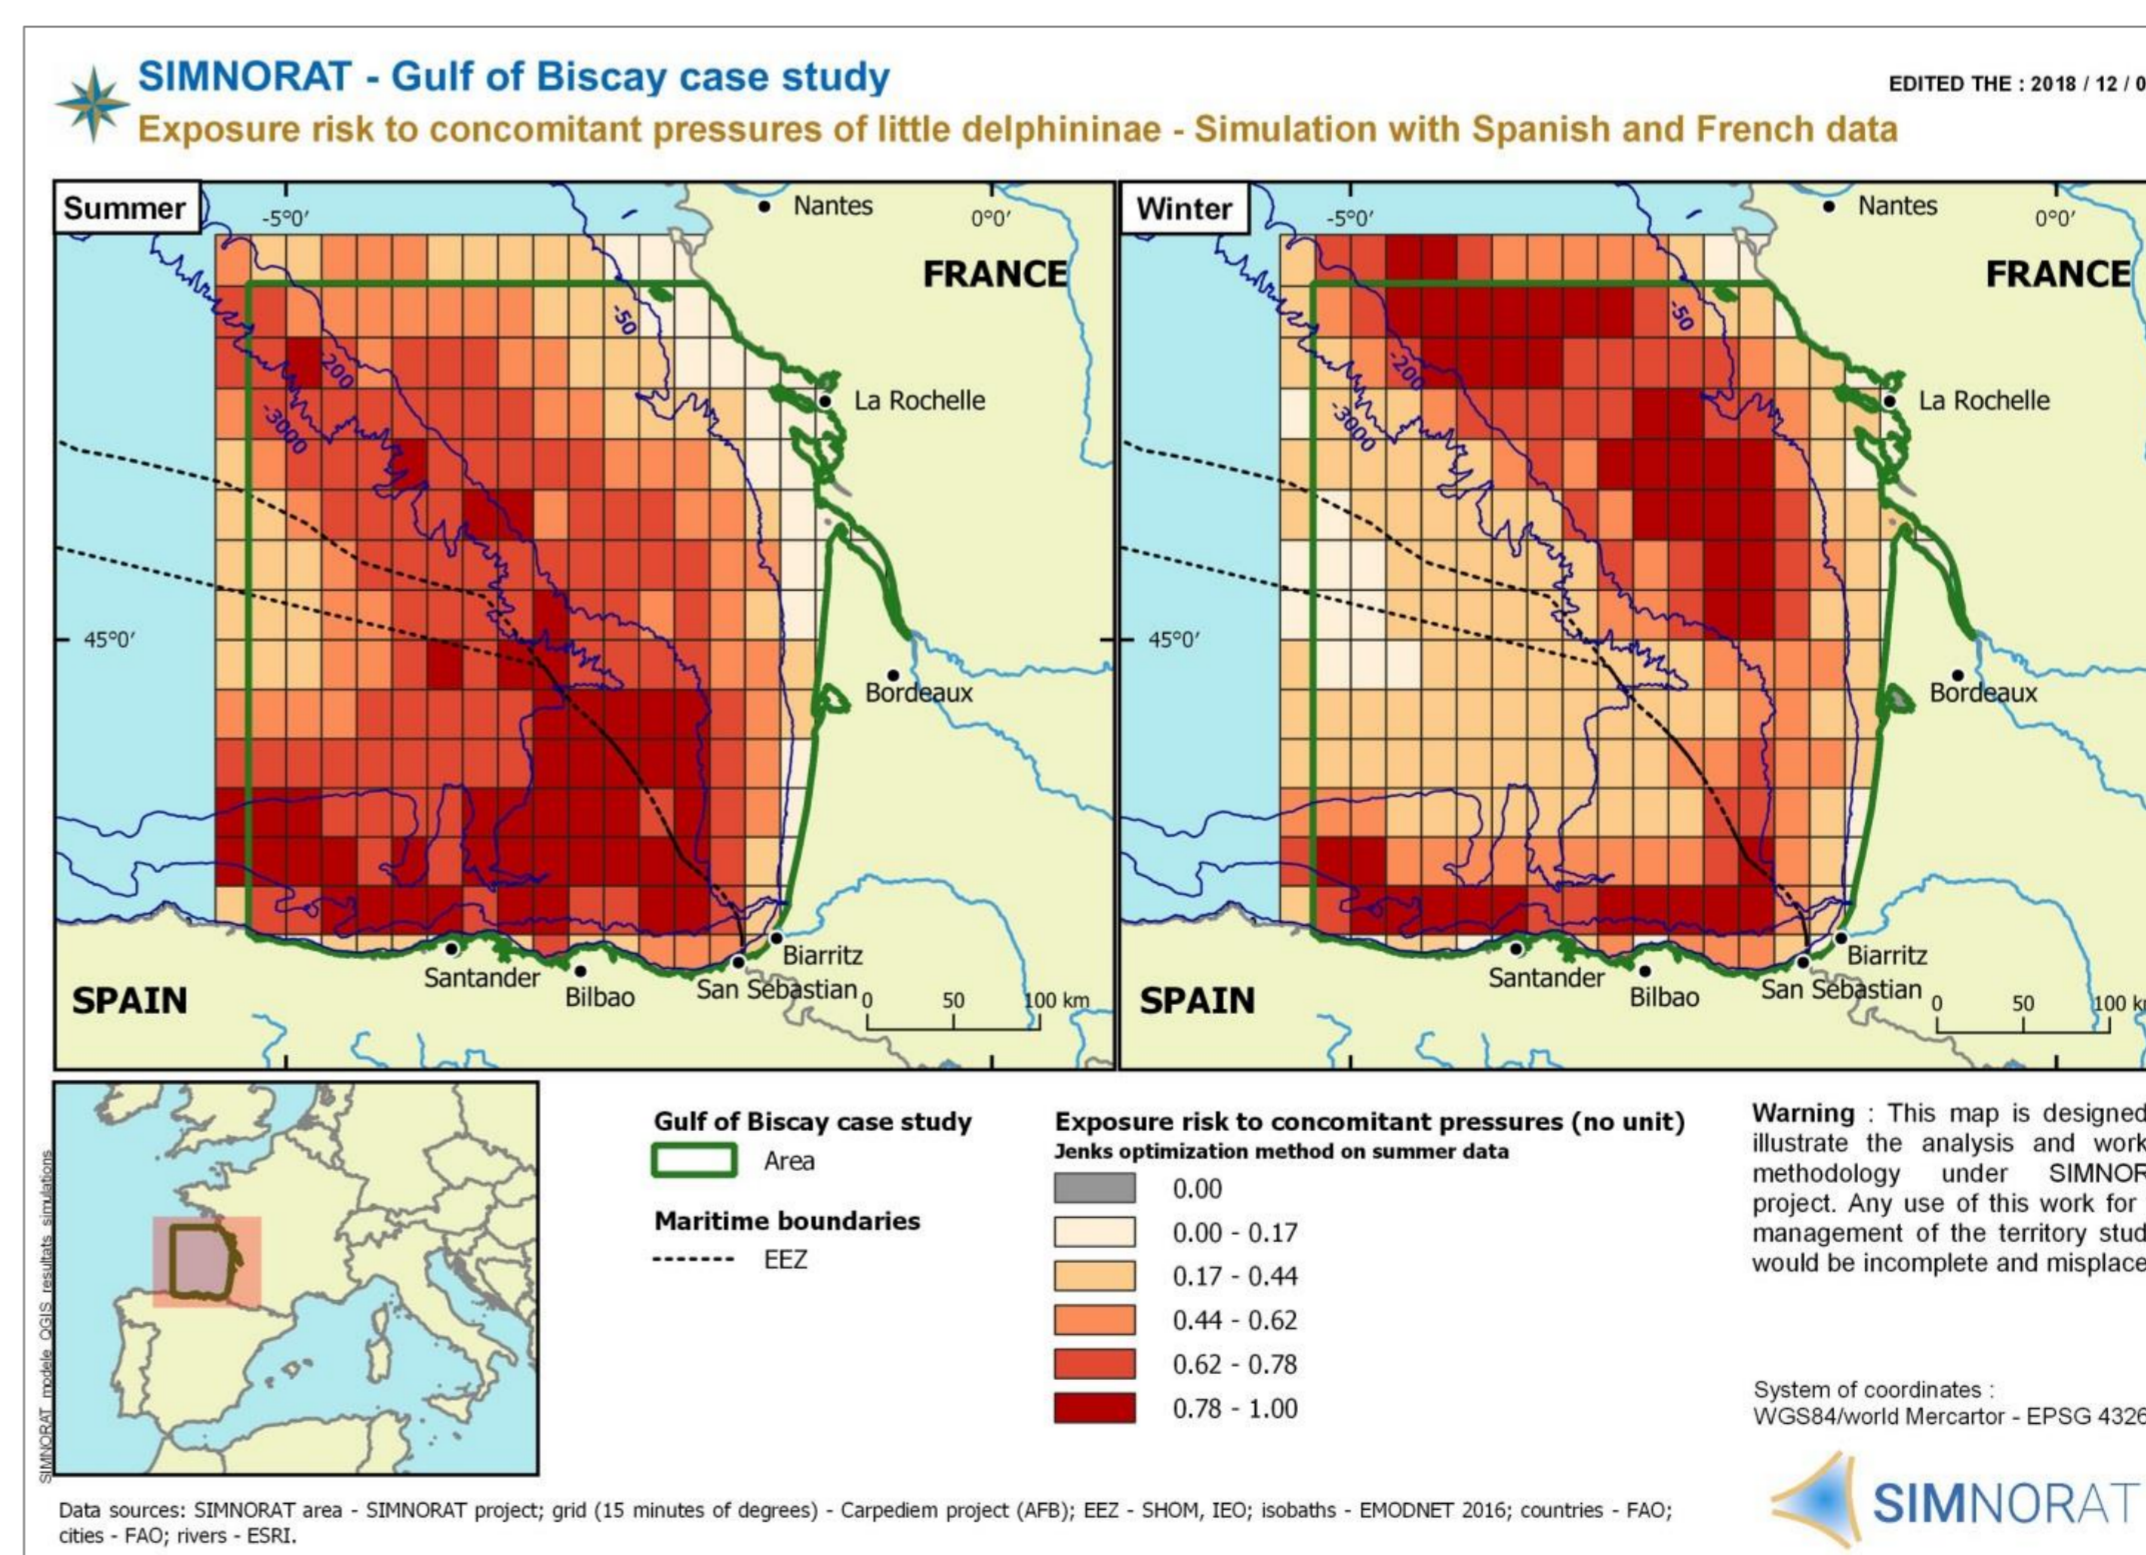 SIMNORAT - Gulf of Biscay case study
EDITED THE : 2018 / 12 / 0
Exposure risk to concomitant pressures of little delphininae - Simulation with Spanish and French data
Summer
-5°0′
Nantes
0°0′
FRANCE
-50
-200
-3000
La Rochelle
45°0′
Bordeaux
Biarritz
Santander
Bilbao
San Sebastian
SPAIN
0 50 100 km
Winter
-5°0′
Nantes
0°0′
FRANCE
-50
-200
-3000
La Rochelle
45°0′
Bordeaux
Biarritz
Santander
Bilbao
San Sebastian
SPAIN
0 50 100 k
SIMNORAT modele QGIS resultats simulations
Gulf of Biscay case study
Area
Maritime boundaries
EEZ
Exposure risk to concomitant pressures (no unit)
Jenks optimization method on summer data
0.00
0.00 - 0.17
0.17 - 0.44
0.44 - 0.62
0.62 - 0.78
0.78 - 1.00
Warning : This map is designed
illustrate the analysis and work
methodology under SIMNOR
project. Any use of this work for
management of the territory stud
would be incomplete and misplace
System of coordinates :
WGS84/world Mercartor - EPSG 4326
SIMNORAT
Data sources: SIMNORAT area - SIMNORAT project; grid (15 minutes of degrees) - Carpediem project (AFB); EEZ - SHOM, IEO; isobaths - EMODNET 2016; countries - FAO;
cities - FAO; rivers - ESRI.